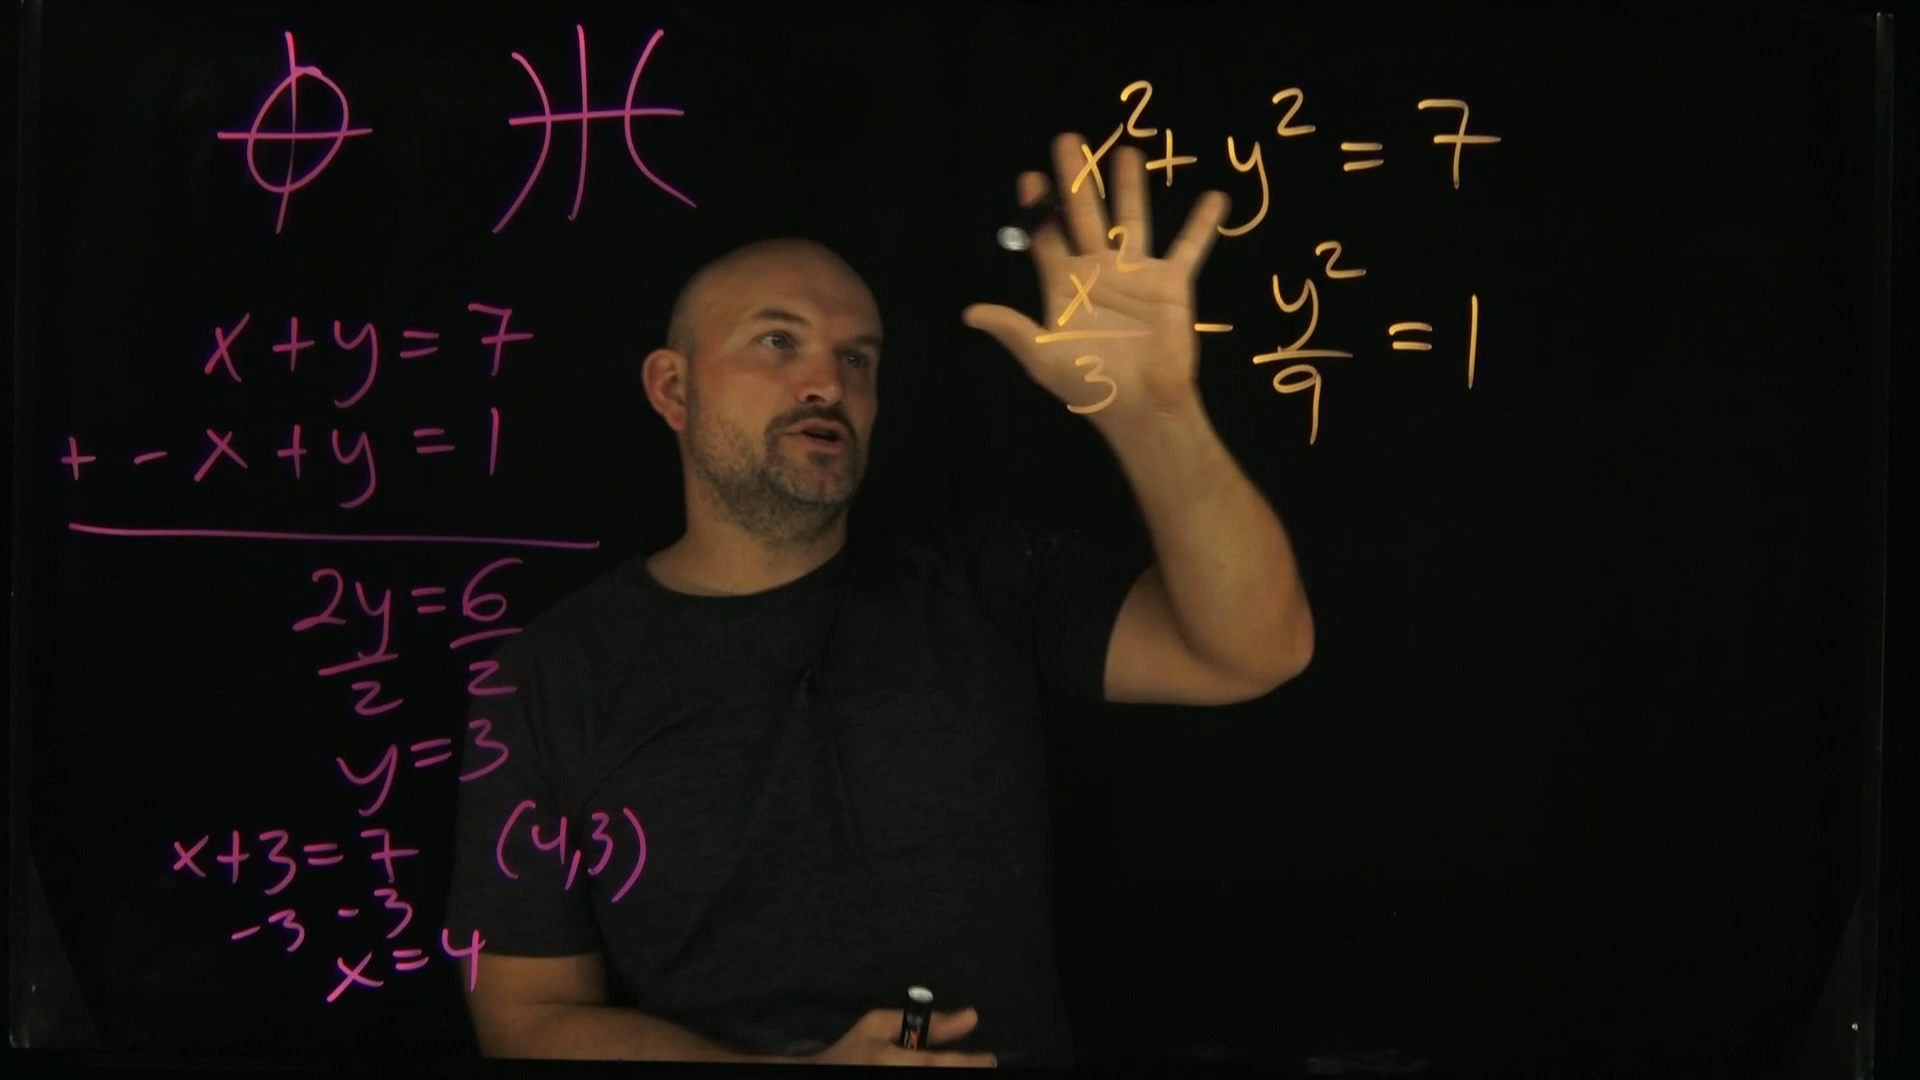 x + y = 7
+ - x + y = 1
2y = 6
2 2
y = 3
x + 3 = 7 (4,3)
-3 -3
x = 4
x² + y² = 7
x²/3 - y²/9 = 1